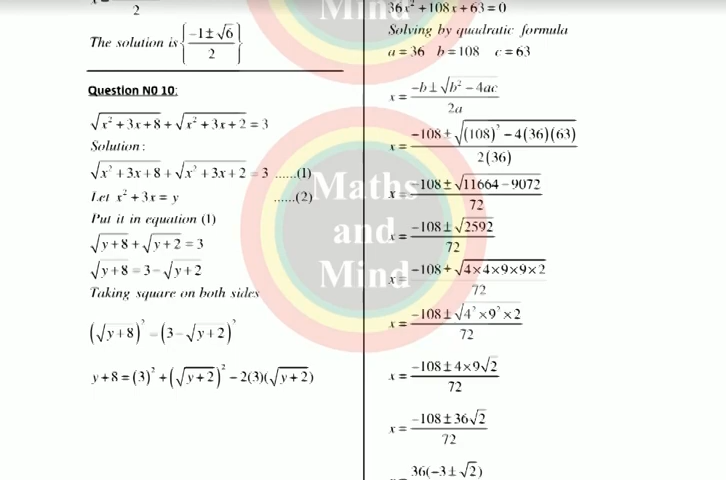 2
The solution is {(-1±√6)/2}
Question N0 10:
√(x²+3x+8) + √(x²+3x+2) = 3
Solution:
√(x²+3x+8) + √(x²+3x+2) = 3 ......(1)
Let x²+3x = y ......(2)
Put it in equation (1)
√(y+8) + √(y+2) = 3
√(y+8) = 3-√(y+2)
Taking square on both sides
(√(y+8))² = (3-√(y+2))²
y+8 = (3)² + (√(y+2))² - 2(3)(√(y+2))
36x²+108x+63=0
Solving by quadratic formula
a=36 b=108 c=63
x = (-b±√(b²-4ac))/2a
x = (-108±√((108)²-4(36)(63)))/2(36)
x = (-108±√(11664-9072))/72
x = (-108±√2592)/72
x = (-108±√(4×4×9×9×2))/72
x = (-108±√(4²×9²×2))/72
x = (-108±4×9√2)/72
x = (-108±36√2)/72
36(-3±√2)
Mind
Maths
and
Mind